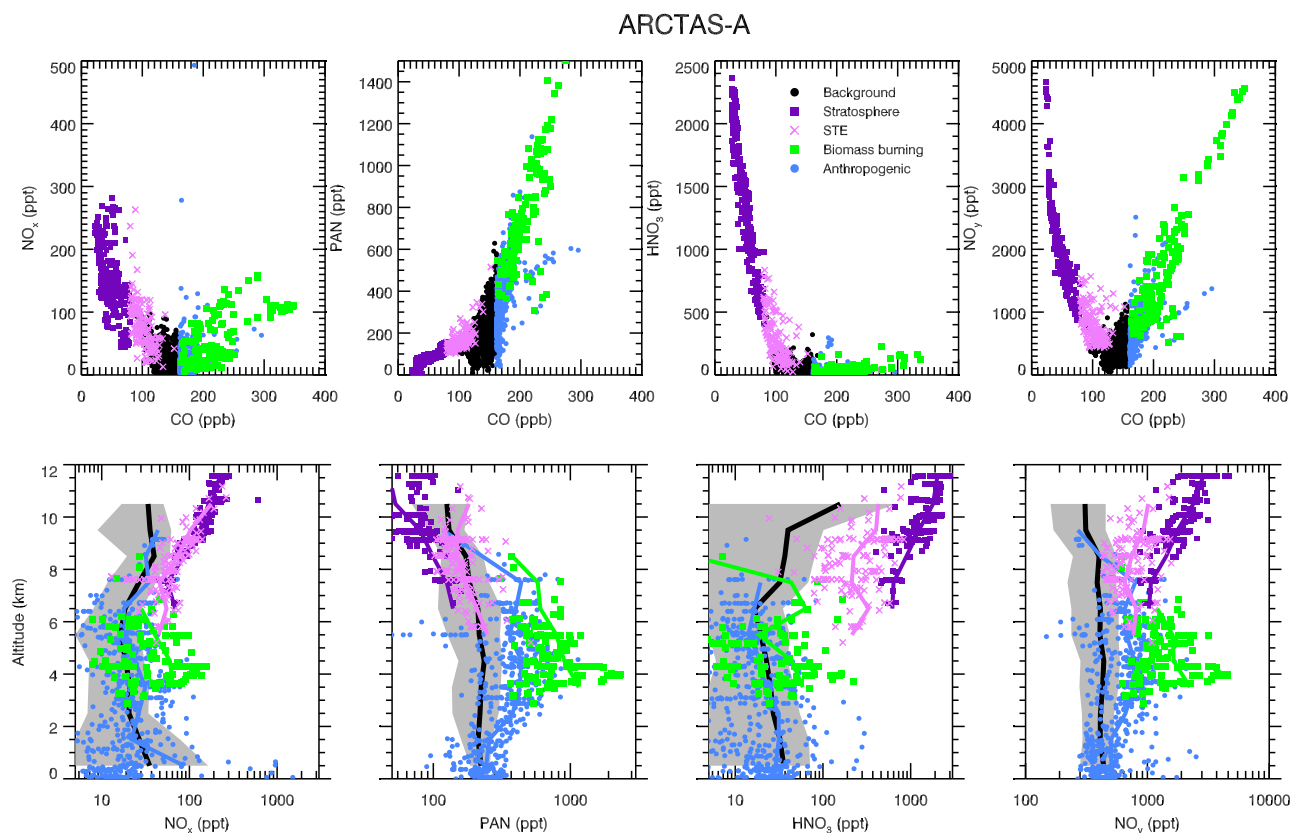 ARCTAS-A
500
400
300
200
100
0
NOx (ppt)
0 100 200 300 400
CO (ppb)
1400
1200
1000
800
600
400
200
0
PAN (ppt)
0 100 200 300 400
CO (ppb)
2500
2000
1500
1000
500
0
HNO3 (ppt)
Background
Stratosphere
STE
Biomass burning
Anthropogenic
0 100 200 300 400
CO (ppb)
5000
4000
3000
2000
1000
0
NOy (ppt)
0 100 200 300 400
CO (ppb)
12
10
8
6
4
2
0
Altitude (km)
10 100 1000
NOx (ppt)
100 1000
PAN (ppt)
10 100 1000
HNO3 (ppt)
100 1000 10000
NOy (ppt)